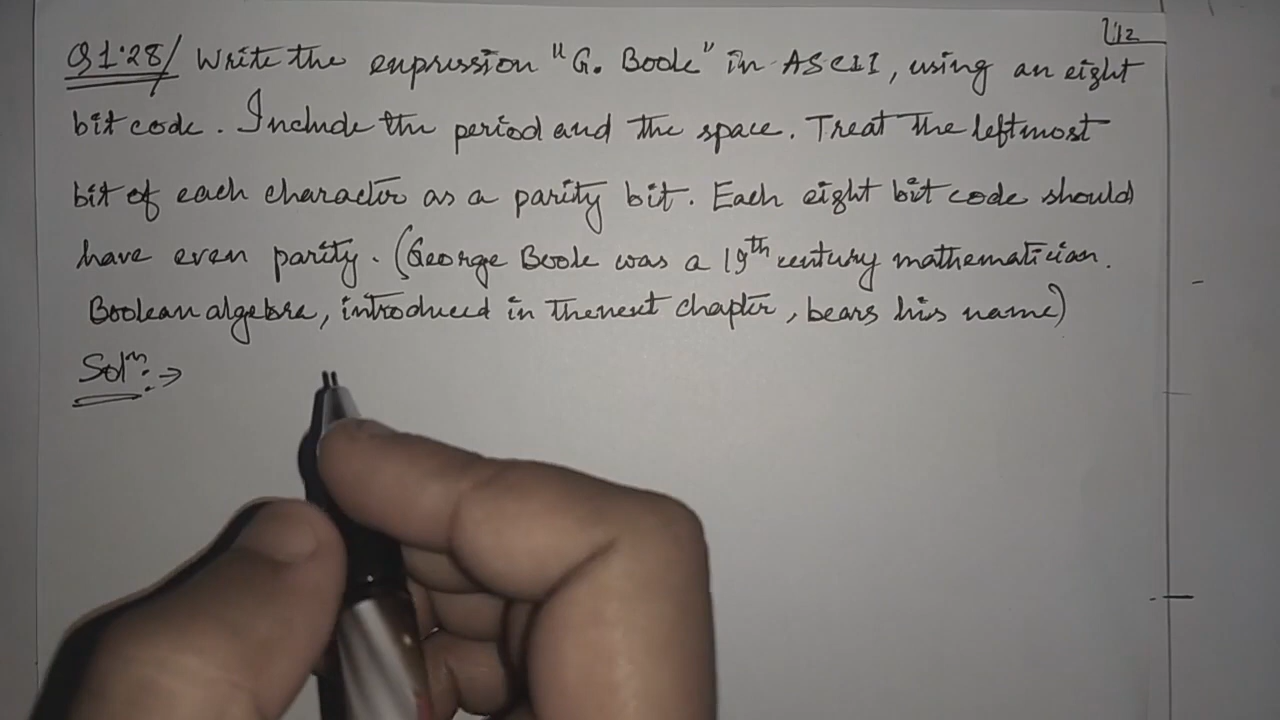 Q1.28/ Write the expression "G. Boole" in ASCII, using an eight
bit code. Include the period and the space. Treat the leftmost
bit of each character as a parity bit. Each eight bit code should
have even parity. (George Boole was a 19th century mathematician.
Boolean algebra, introduced in the next chapter, bears his name)
Solⁿ: →